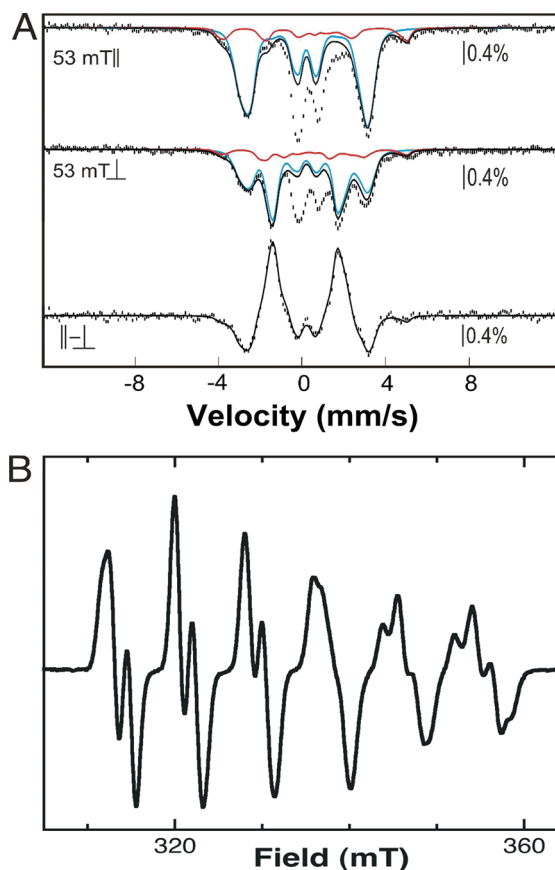 A
53 mT||
|0.4%
53 mT⊥
|0.4%
||-⊥
|0.4%
-8 -4 0 4 8
Velocity (mm/s)
B
320 360
Field (mT)